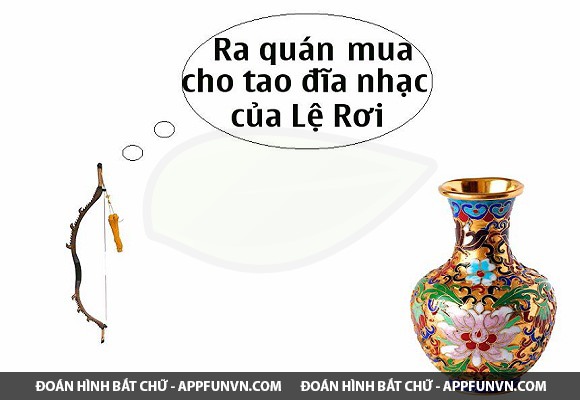 Ra quán mua
cho tao đĩa nhạc
của Lệ Rơi
ĐOÁN HÌNH BẮT CHỮ - APPFUNVN.COM ĐOÁN HÌNH BẮT CHỮ - APPFUNVN.COM